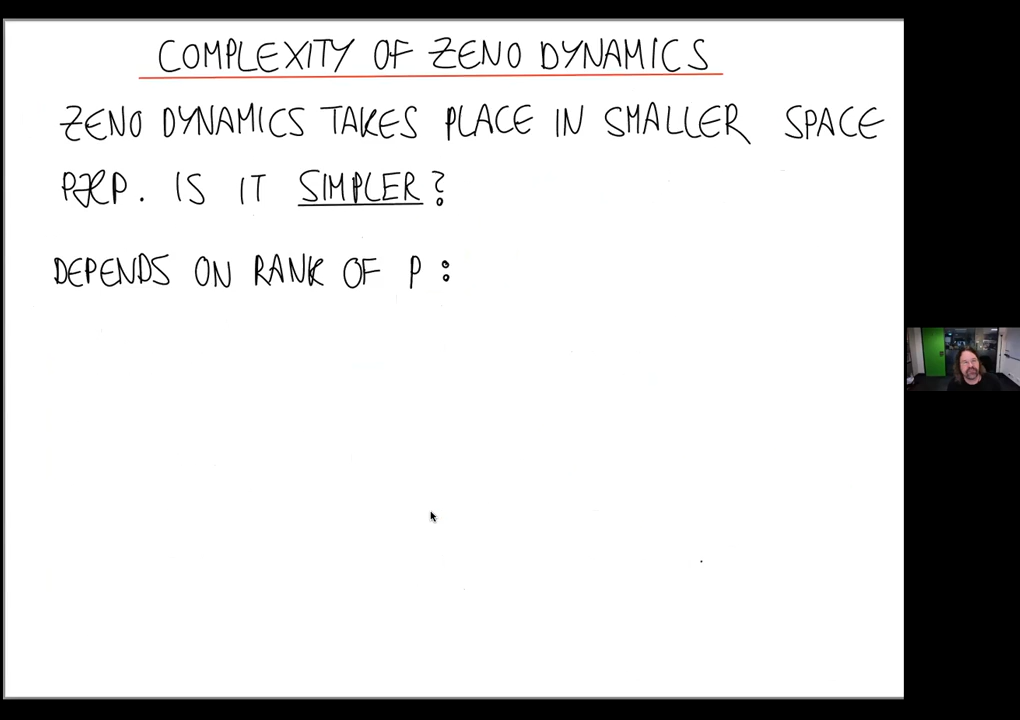 COMPLEXITY OF ZENO DYNAMICS
ZENO DYNAMICS TAKES PLACE IN SMALLER SPACE
PℋP. IS IT SIMPLER?
DEPENDS ON RANK OF P: